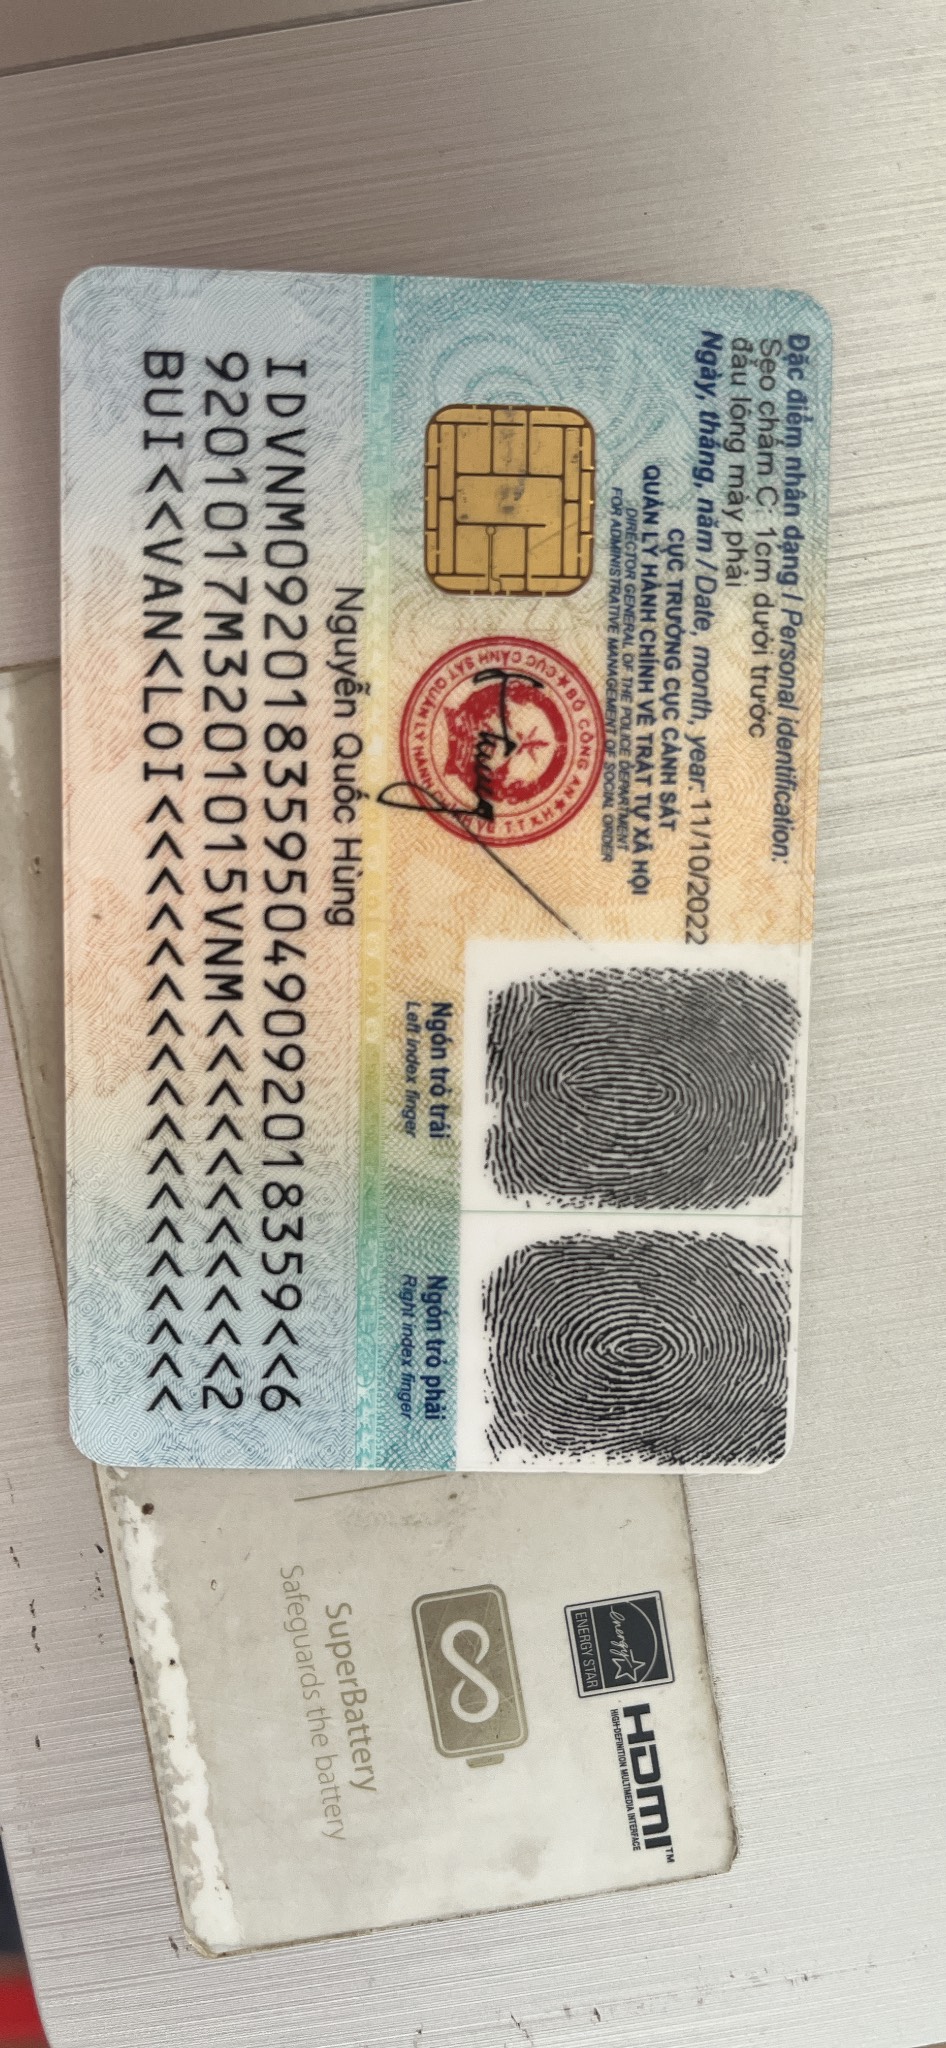 Đặc điểm nhân dạng / Personal identification:
Sẹo chấm C: 1cm dưới trước
đầu lông mày phải
Ngày, tháng, năm / Date, month, year: 11/10/2022
CỤC TRƯỞNG CỤC CẢNH SÁT
QUẢN LÝ HÀNH CHÍNH VỀ TRẬT TỰ XÃ HỘI
DIRECTOR GENERAL OF THE POLICE DEPARTMENT
FOR ADMINISTRATIVE MANAGEMENT OF SOCIAL ORDER
BỘ CÔNG AN
CỤC CẢNH SÁT QUẢN LÝ HÀNH CHÍNH VỀ T.T.X.H
Nguyễn Quốc Hùng
Ngón trỏ trái
Left index finger
Ngón trỏ phải
Right index finger
IDVNM0920183595049092018359<<6
9201017M3201015VNM<<<<<<<<<<<2
BUI<<VAN<LOI<<<<<<<<<<<<<<<<<<
energy
ENERGY STAR
HDMI™
HIGH-DEFINITION MULTIMEDIA INTERFACE
SuperBattery
Safeguards the battery